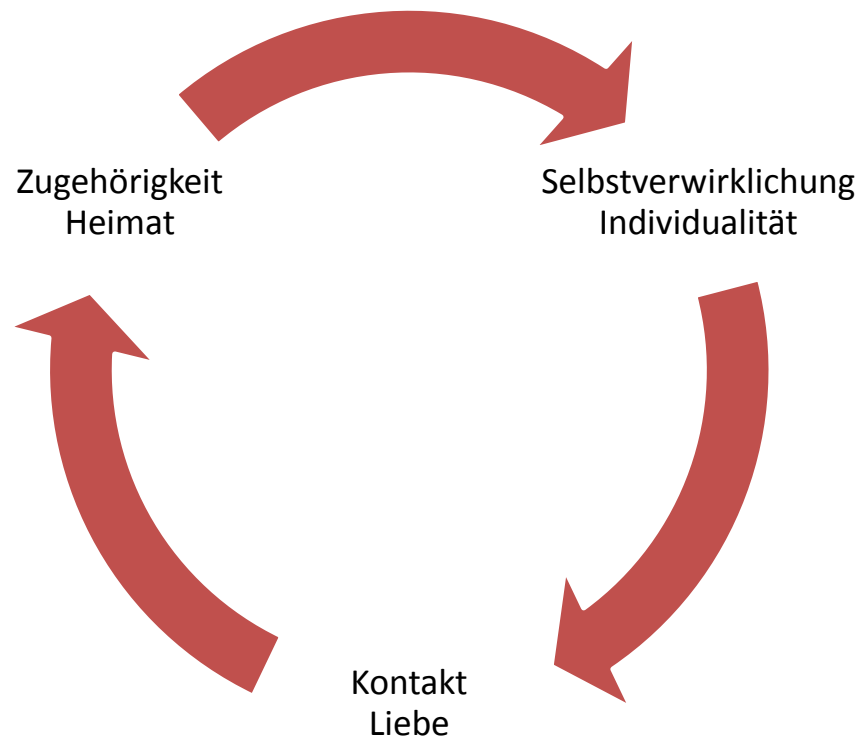 Zugehörigkeit
Heimat
Selbstverwirklichung
Individualität
Kontakt
Liebe